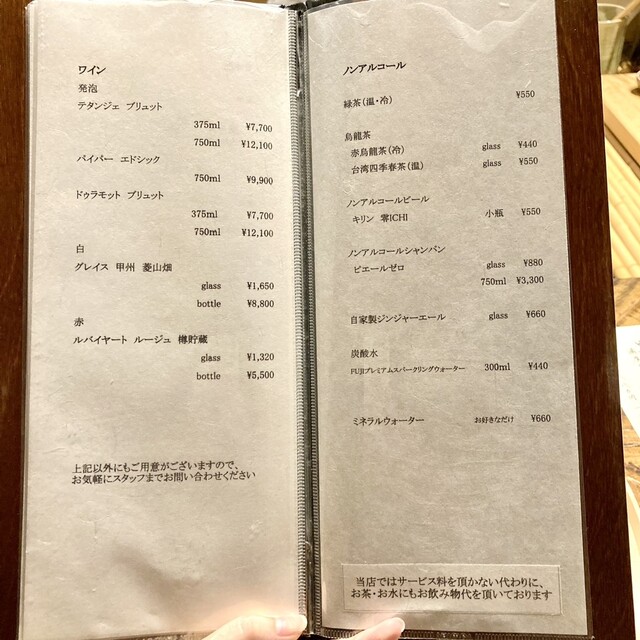 ワイン
発泡
テタンジェ ブリュット
375ml ¥7,700
750ml ¥12,100
パイパー エドシック
750ml ¥9,900
ドゥラモット ブリュット
375ml ¥7,700
750ml ¥12,100
白
グレイス 甲州 菱山畑
glass ¥1,650
bottle ¥8,800
赤
ルバイヤート ルージュ 樽貯蔵
glass ¥1,320
bottle ¥5,500
上記以外にもご用意がございますので、
お気軽にスタッフまでお問い合わせください
ノンアルコール
緑茶(温・冷) ¥550
烏龍茶
赤烏龍茶(冷) glass ¥440
台湾四季春茶(温) glass ¥550
ノンアルコールビール
キリン 零ICHI 小瓶 ¥550
ノンアルコールシャンパン
ピエールゼロ glass ¥880
750ml ¥3,300
自家製ジンジャーエール glass ¥660
炭酸水
FUJIプレミアムスパークリングウォーター 300ml ¥440
ミネラルウォーター お好きなだけ ¥660
当店ではサービス料を頂かない代わりに、
お茶・お水にもお飲み物代を頂いております